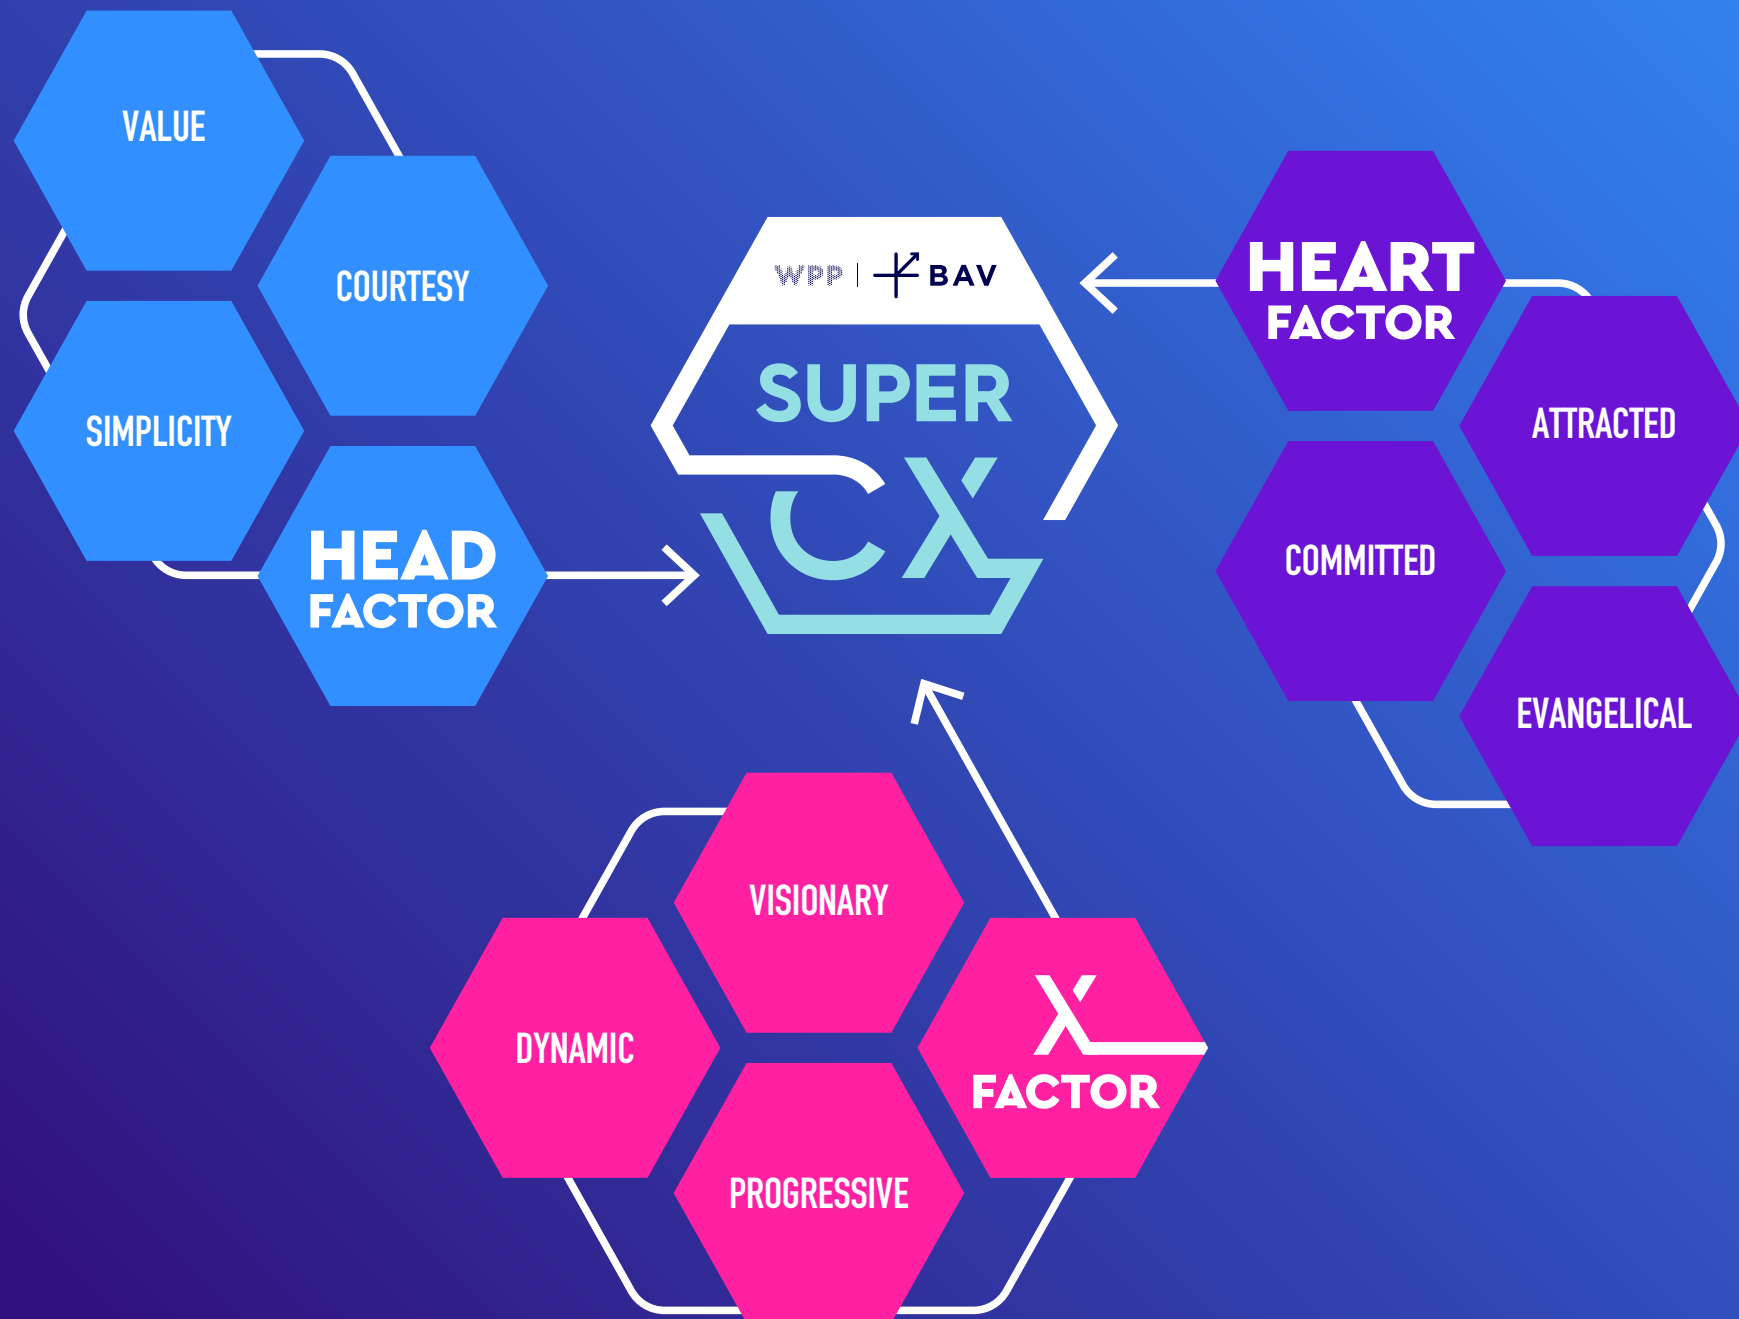 VALUE
COURTESY
SIMPLICITY
HEAD
FACTOR
WPP | BAV
SUPER
CX
HEART
FACTOR
ATTRACTED
COMMITTED
EVANGELICAL
VISIONARY
DYNAMIC
X
FACTOR
PROGRESSIVE